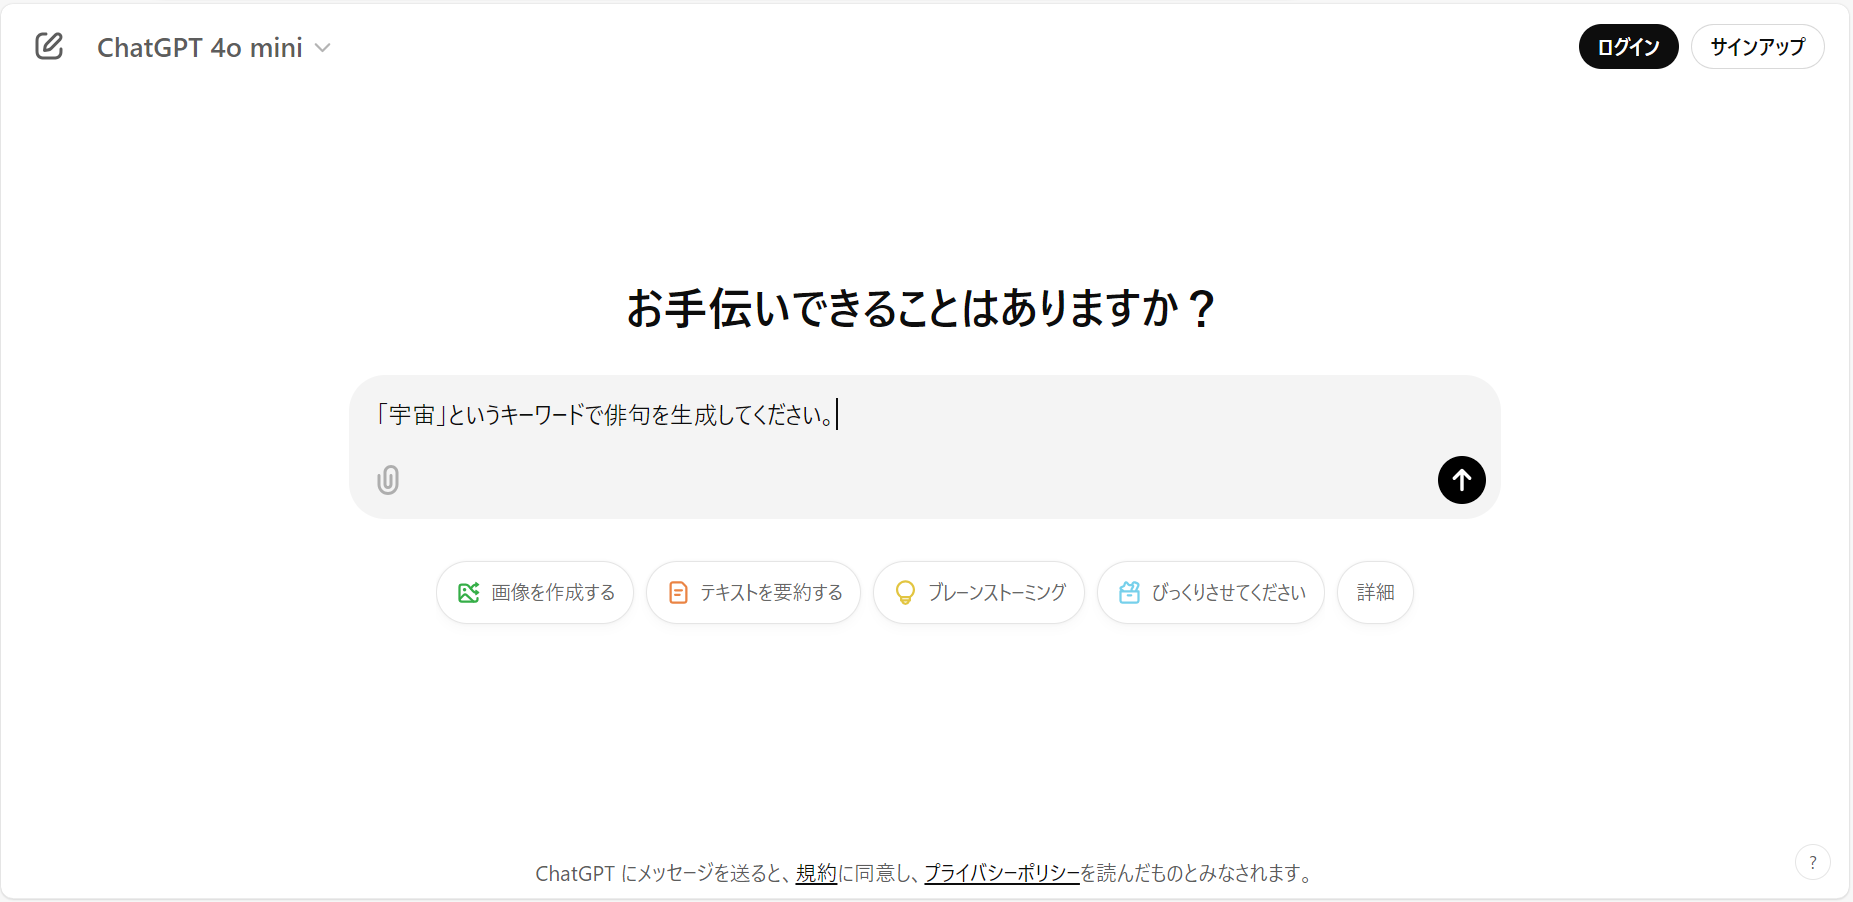 ChatGPT 4o mini
ログイン
サインアップ
お手伝いできることはありますか？
「宇宙」というキーワードで俳句を生成してください。
画像を作成する
テキストを要約する
ブレーンストーミング
びっくりさせてください
詳細
ChatGPT にメッセージを送ると、規約に同意し、プライバシーポリシーを読んだものとみなされます。
?